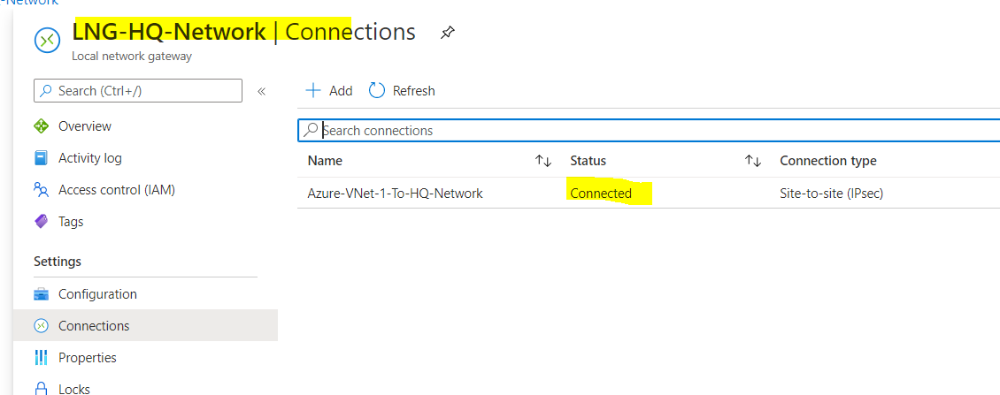 -Network
LNG-HQ-Network | Connections
Local network gateway
Search (Ctrl+/)
«
Add
Refresh
Overview
Activity log
Access control (IAM)
Tags
Settings
Configuration
Connections
Properties
Locks
Search connections
Name
Status
Connection type
Azure-VNet-1-To-HQ-Network
Connected
Site-to-site (IPsec)